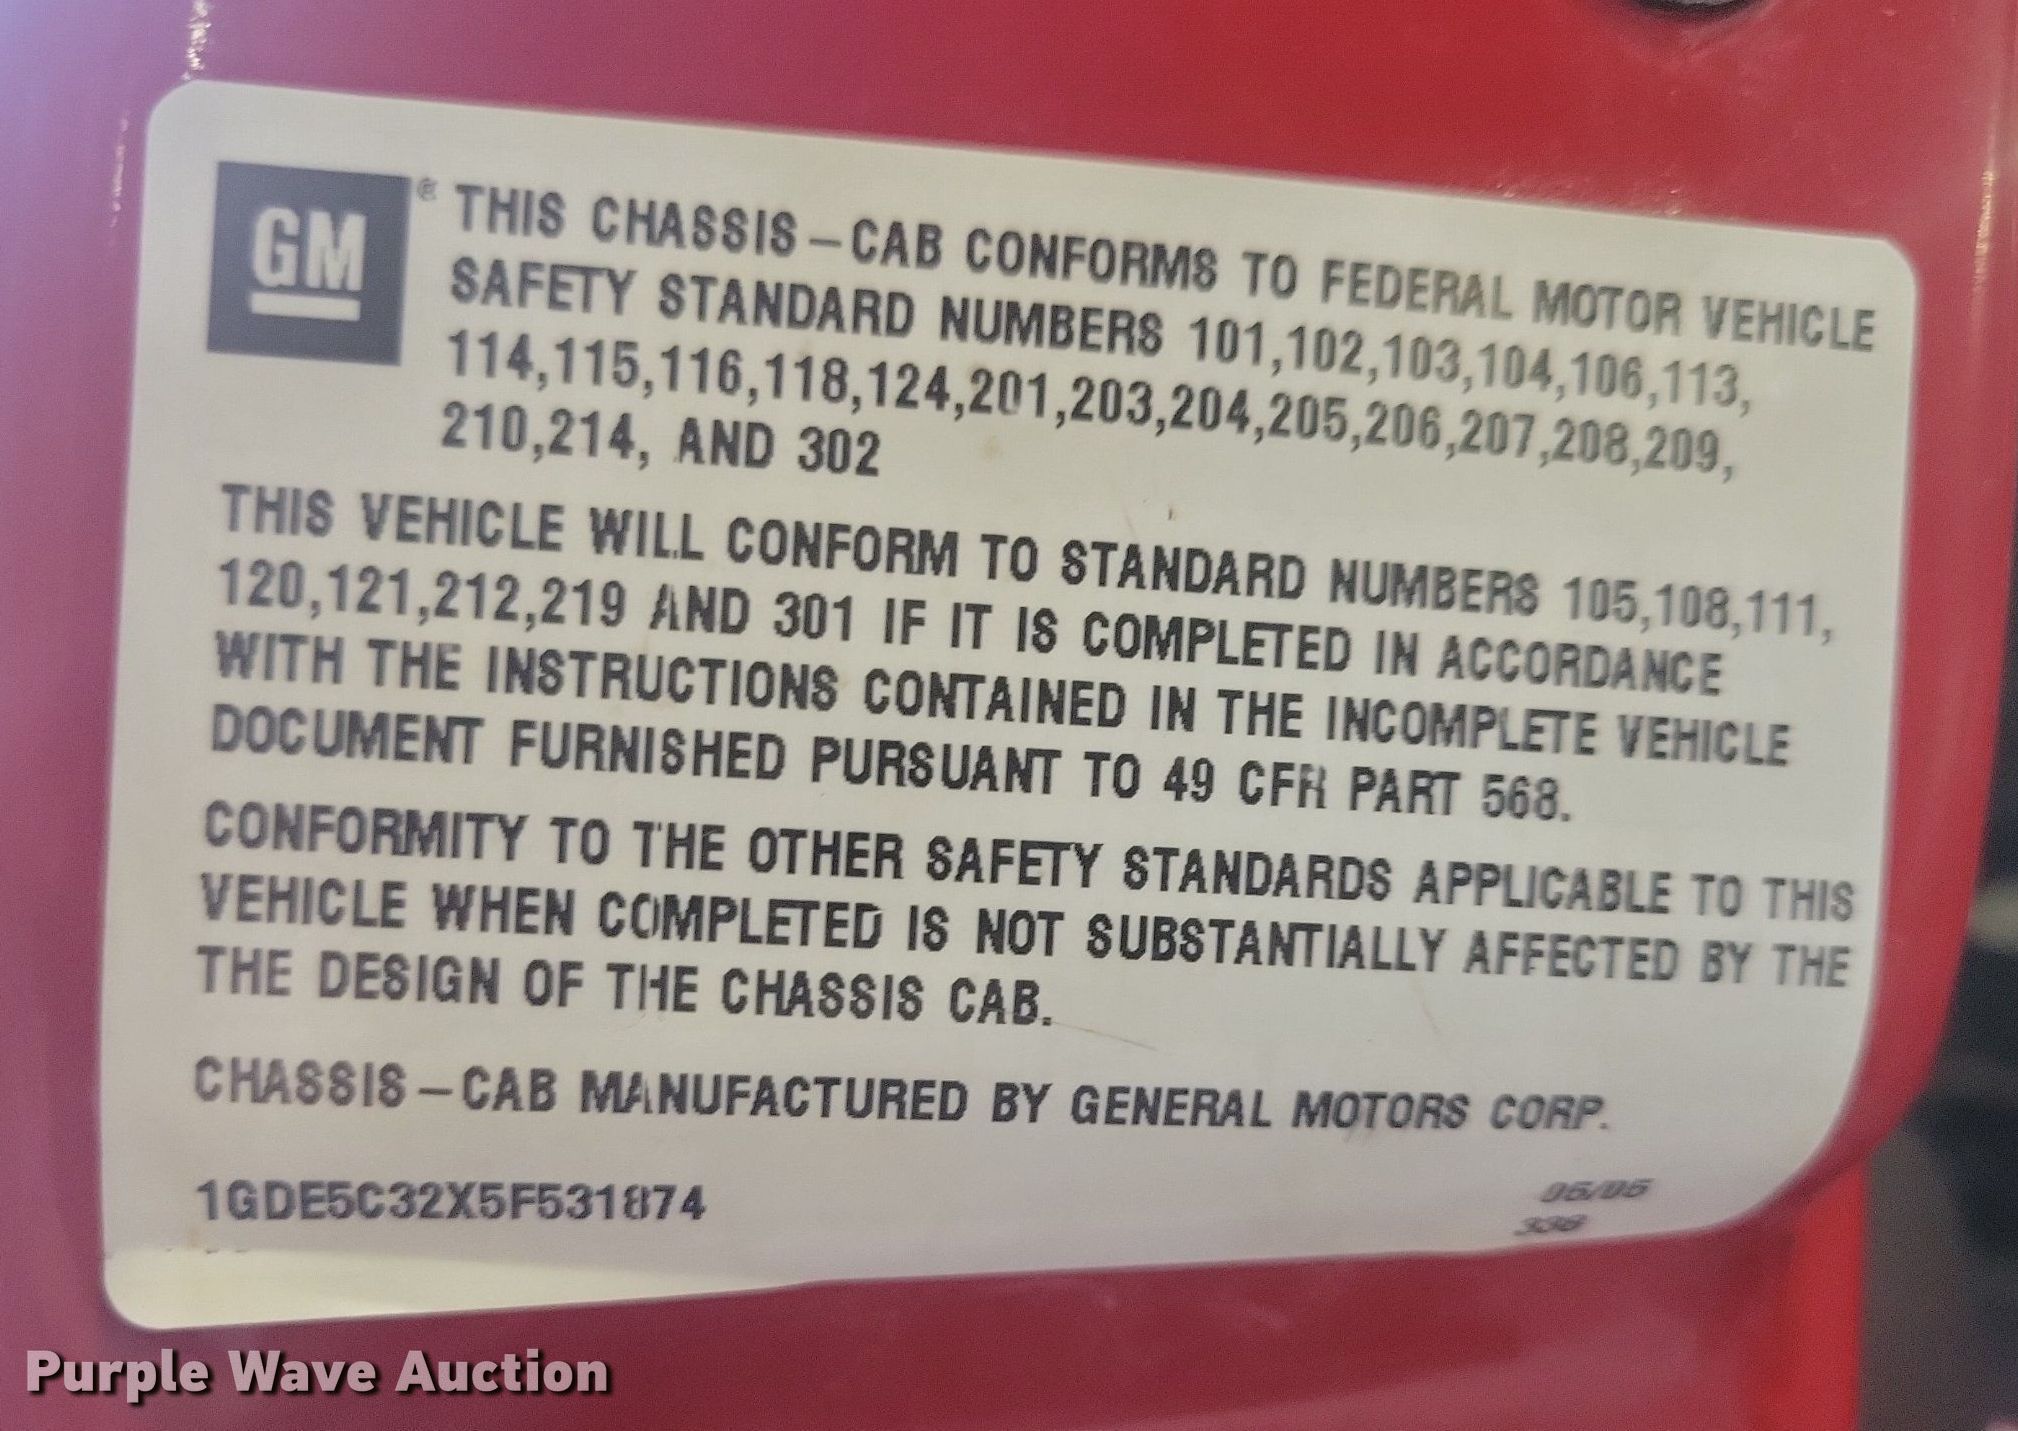 GM ®
THIS CHASSIS – CAB CONFORMS TO FEDERAL MOTOR VEHICLE
SAFETY STANDARD NUMBERS 101,102,103,104,106,113,
114,115,116,118,124,201,203,204,205,206,207,208,209,
210,214, AND 302
THIS VEHICLE WILL CONFORM TO STANDARD NUMBERS 105,108,111,
120,121,212,219 AND 301 IF IT IS COMPLETED IN ACCORDANCE
WITH THE INSTRUCTIONS CONTAINED IN THE INCOMPLETE VEHICLE
DOCUMENT FURNISHED PURSUANT TO 49 CFR PART 568.
CONFORMITY TO THE OTHER SAFETY STANDARDS APPLICABLE TO THIS
VEHICLE WHEN COMPLETED IS NOT SUBSTANTIALLY AFFECTED BY THE
THE DESIGN OF THE CHASSIS CAB.
CHASSIS – CAB MANUFACTURED BY GENERAL MOTORS CORP.
1GDE5C32X5F531874
Purple Wave Auction